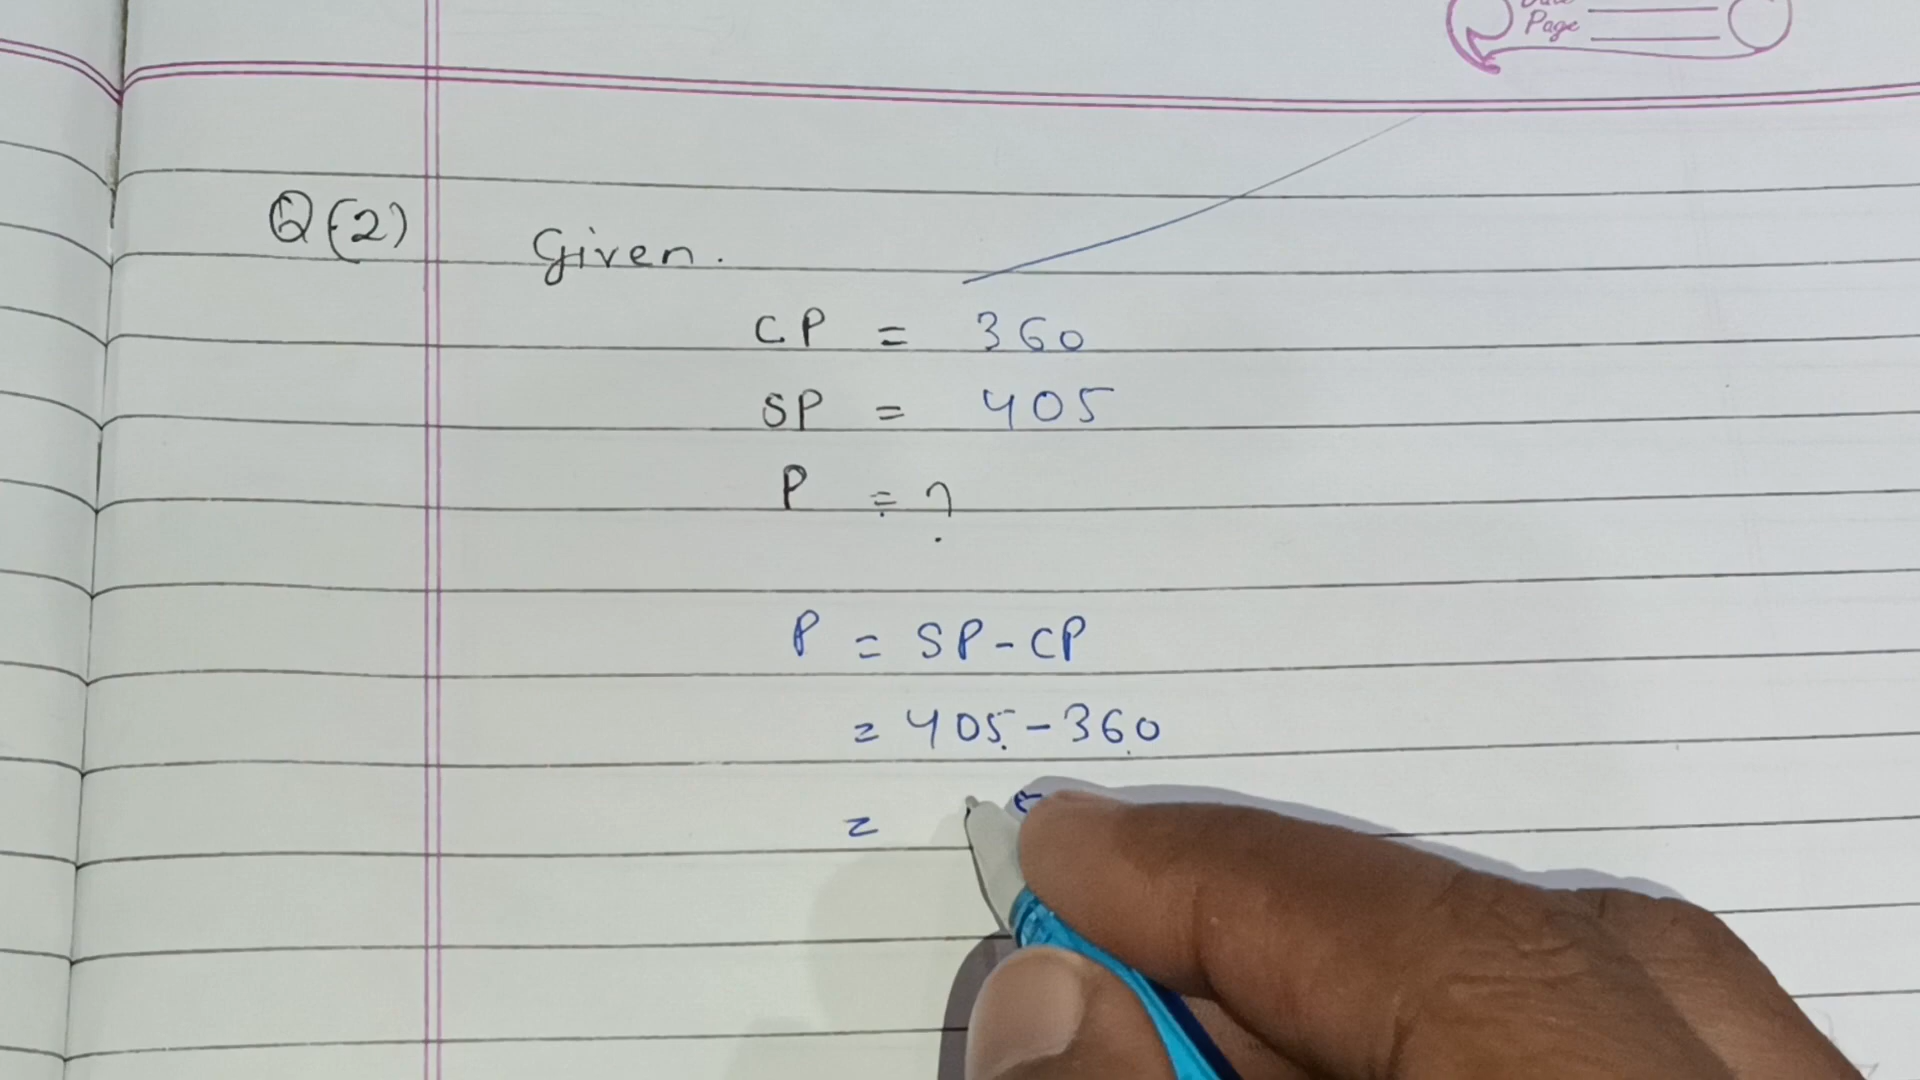 Page
Q(2) Given.
CP = 360
SP = 405
P = ?
P = SP-CP
= 405-360
=